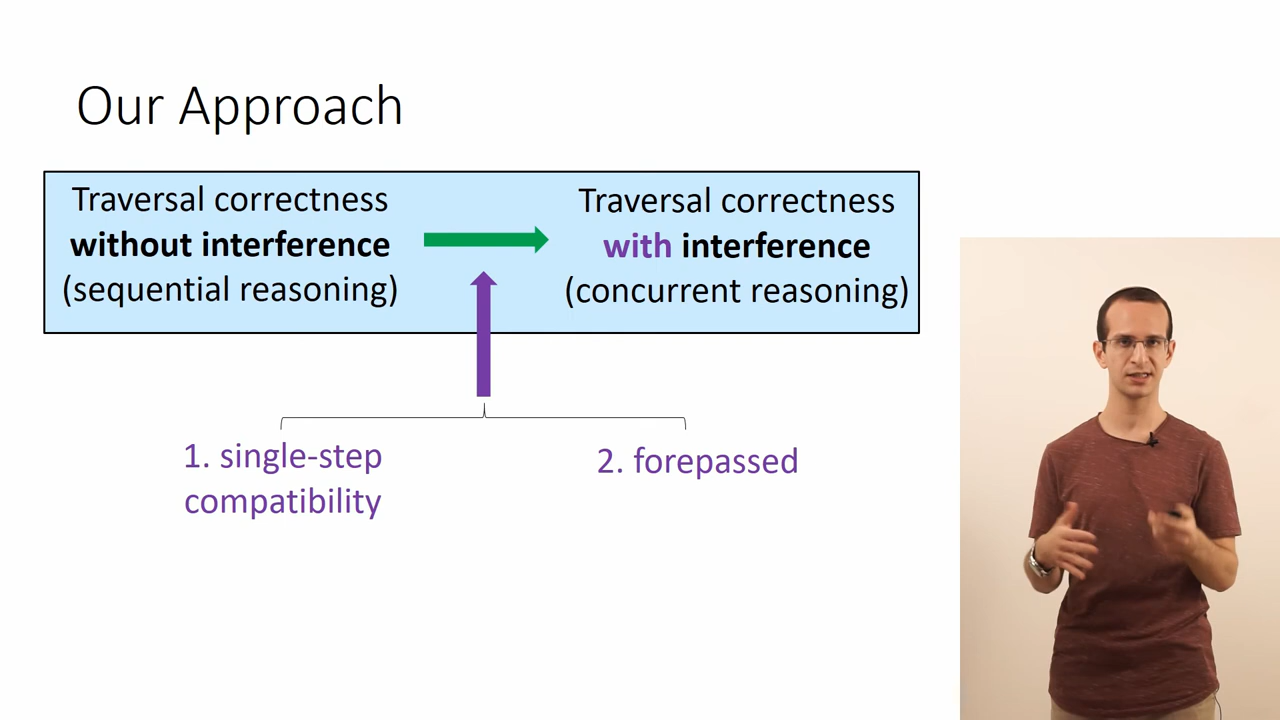 Our Approach
Traversal correctness
without interference
(sequential reasoning)
Traversal correctness
with interference
(concurrent reasoning)
1. single-step
compatibility
2. forepassed